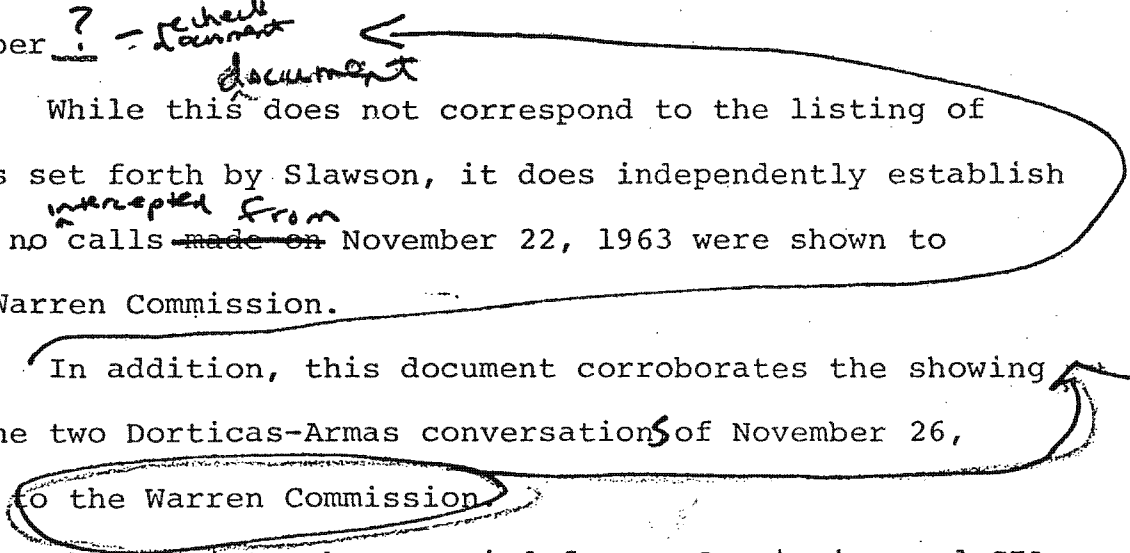 ber ? = recheck
document
document
While this does not correspond to the listing of
s set forth by Slawson, it does independently establish
intercepted from
no calls made on November 22, 1963 were shown to
Warren Commission.
In addition, this document corroborates the showing
he two Dorticas-Armas conversations of November 26,
to the Warren Commission.